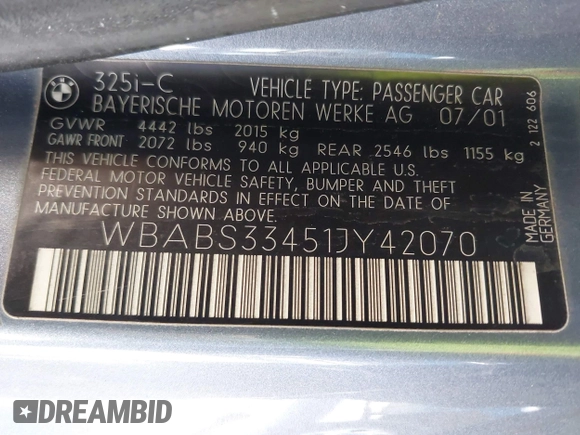 BMW
325i-C VEHICLE TYPE: PASSENGER CAR
BAYERISCHE MOTOREN WERKE AG 07/01
GVWR 4442 lbs 2015 kg
GAWR FRONT: 2072 lbs 940 kg REAR 2546 lbs 1155 kg
THIS VEHICLE CONFORMS TO ALL APPLICABLE U.S.
FEDERAL MOTOR VEHICLE SAFETY, BUMPER AND THEFT
PREVENTION STANDARDS IN EFFECT ON THE DATE OF
MANUFACTURE SHOWN ABOVE.
WBABS33451JY42070
2 122 606
MADE IN
GERMANY
DREAMBID